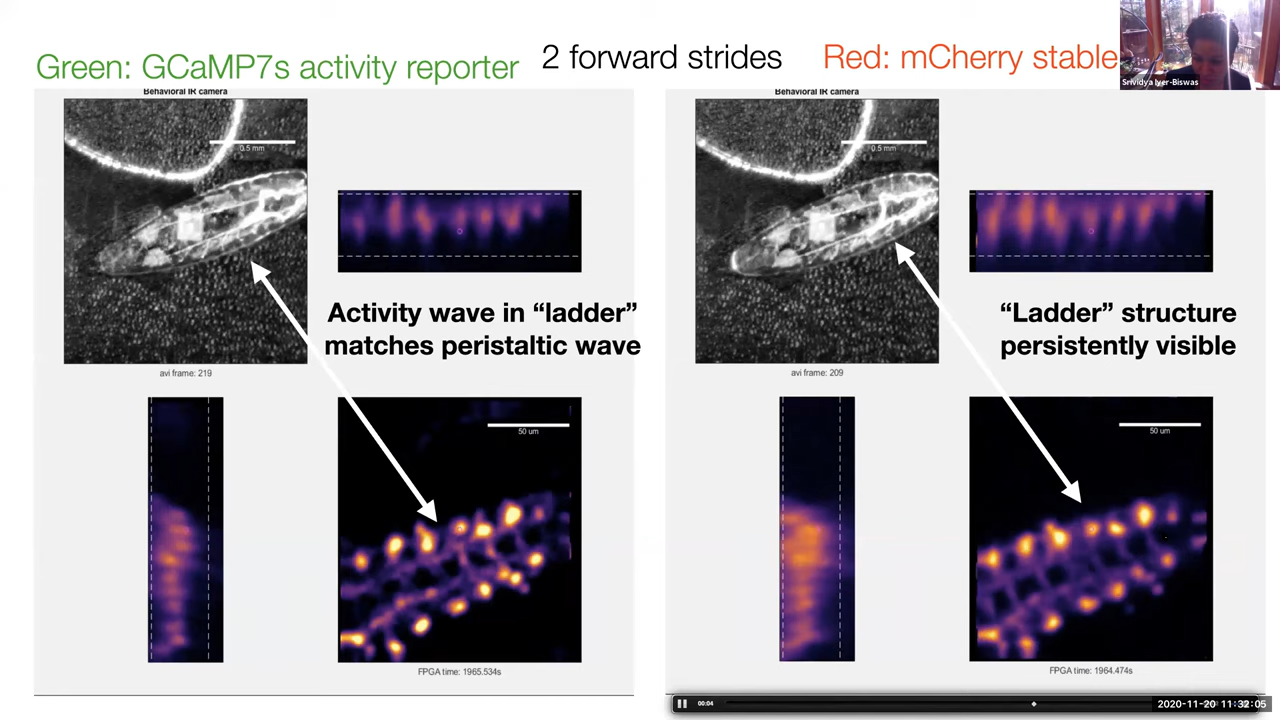 Green: GCaMP7s activity reporter
2 forward strides
Red: mCherry stable
Srividya Iyer-Biswas
Behavioral IR camera
0.5 mm
avi frame: 219
Activity wave in “ladder”
matches peristaltic wave
50 um
FPGA time: 1965.534s
Behavioral IR camera
0.5 mm
avi frame: 209
“Ladder” structure
persistently visible
50 um
FPGA time: 1964.474s
00:04
2020-11-20 11:32:05